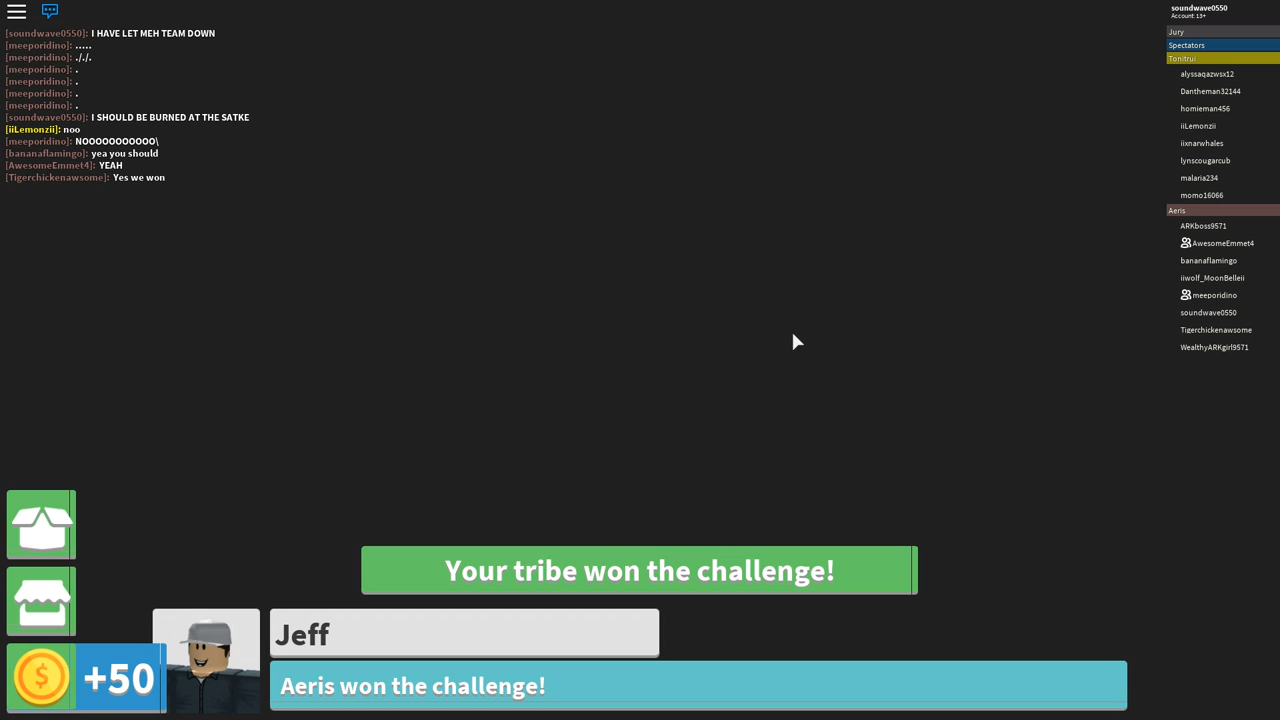 [soundwave0550]: I HAVE LET MEH TEAM DOWN
[meeporidino]: .....
[meeporidino]: ././.
[meeporidino]: .
[meeporidino]: .
[meeporidino]: .
[meeporidino]: .
[soundwave0550]: I SHOULD BE BURNED AT THE SATKE
[iiLemonzii]: noo
[meeporidino]: NOOOOOOOOOOO\
[bananaflamingo]: yea you should
[AwesomeEmmet4]: YEAH
[Tigerchickenawsome]: Yes we won
soundwave0550
Account: 13+
Jury
Spectators
Tonitrui
alyssaqazwsx12
Dantheman32144
homieman456
iiLemonzii
iixnarwhales
lynscougarcub
malaria234
momo16066
Aeris
ARKboss9571
AwesomeEmmet4
bananaflamingo
iiwolf_MoonBelleii
meeporidino
soundwave0550
Tigerchickenawsome
WealthyARKgirl9571
Your tribe won the challenge!
Jeff
Aeris won the challenge!
$ +50